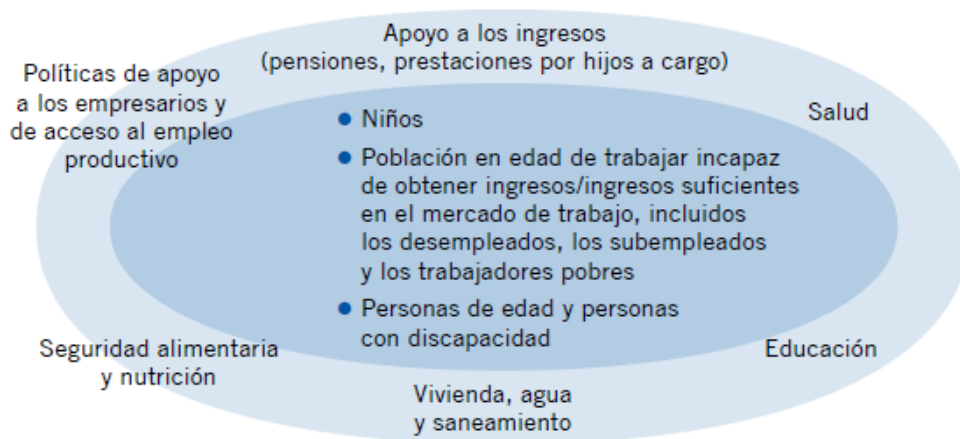 Apoyo a los ingresos
(pensiones, prestaciones por hijos a cargo)
Políticas de apoyo
a los empresarios y
de acceso al empleo
productivo
Salud
● Niños
● Población en edad de trabajar incapaz
de obtener ingresos/ingresos suficientes
en el mercado de trabajo, incluidos
los desempleados, los subempleados
y los trabajadores pobres
● Personas de edad y personas
con discapacidad
Seguridad alimentaria
y nutrición
Educación
Vivienda, agua
y saneamiento